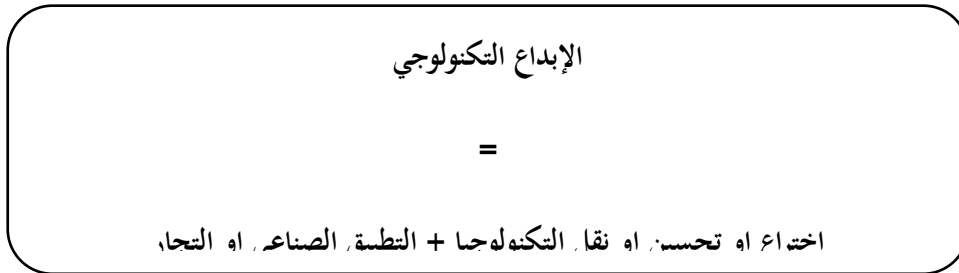 الإبداع التكنولوجي
=
اختراع او تحسين او نقل التكنولوجيا + التطبيق الصناعي او